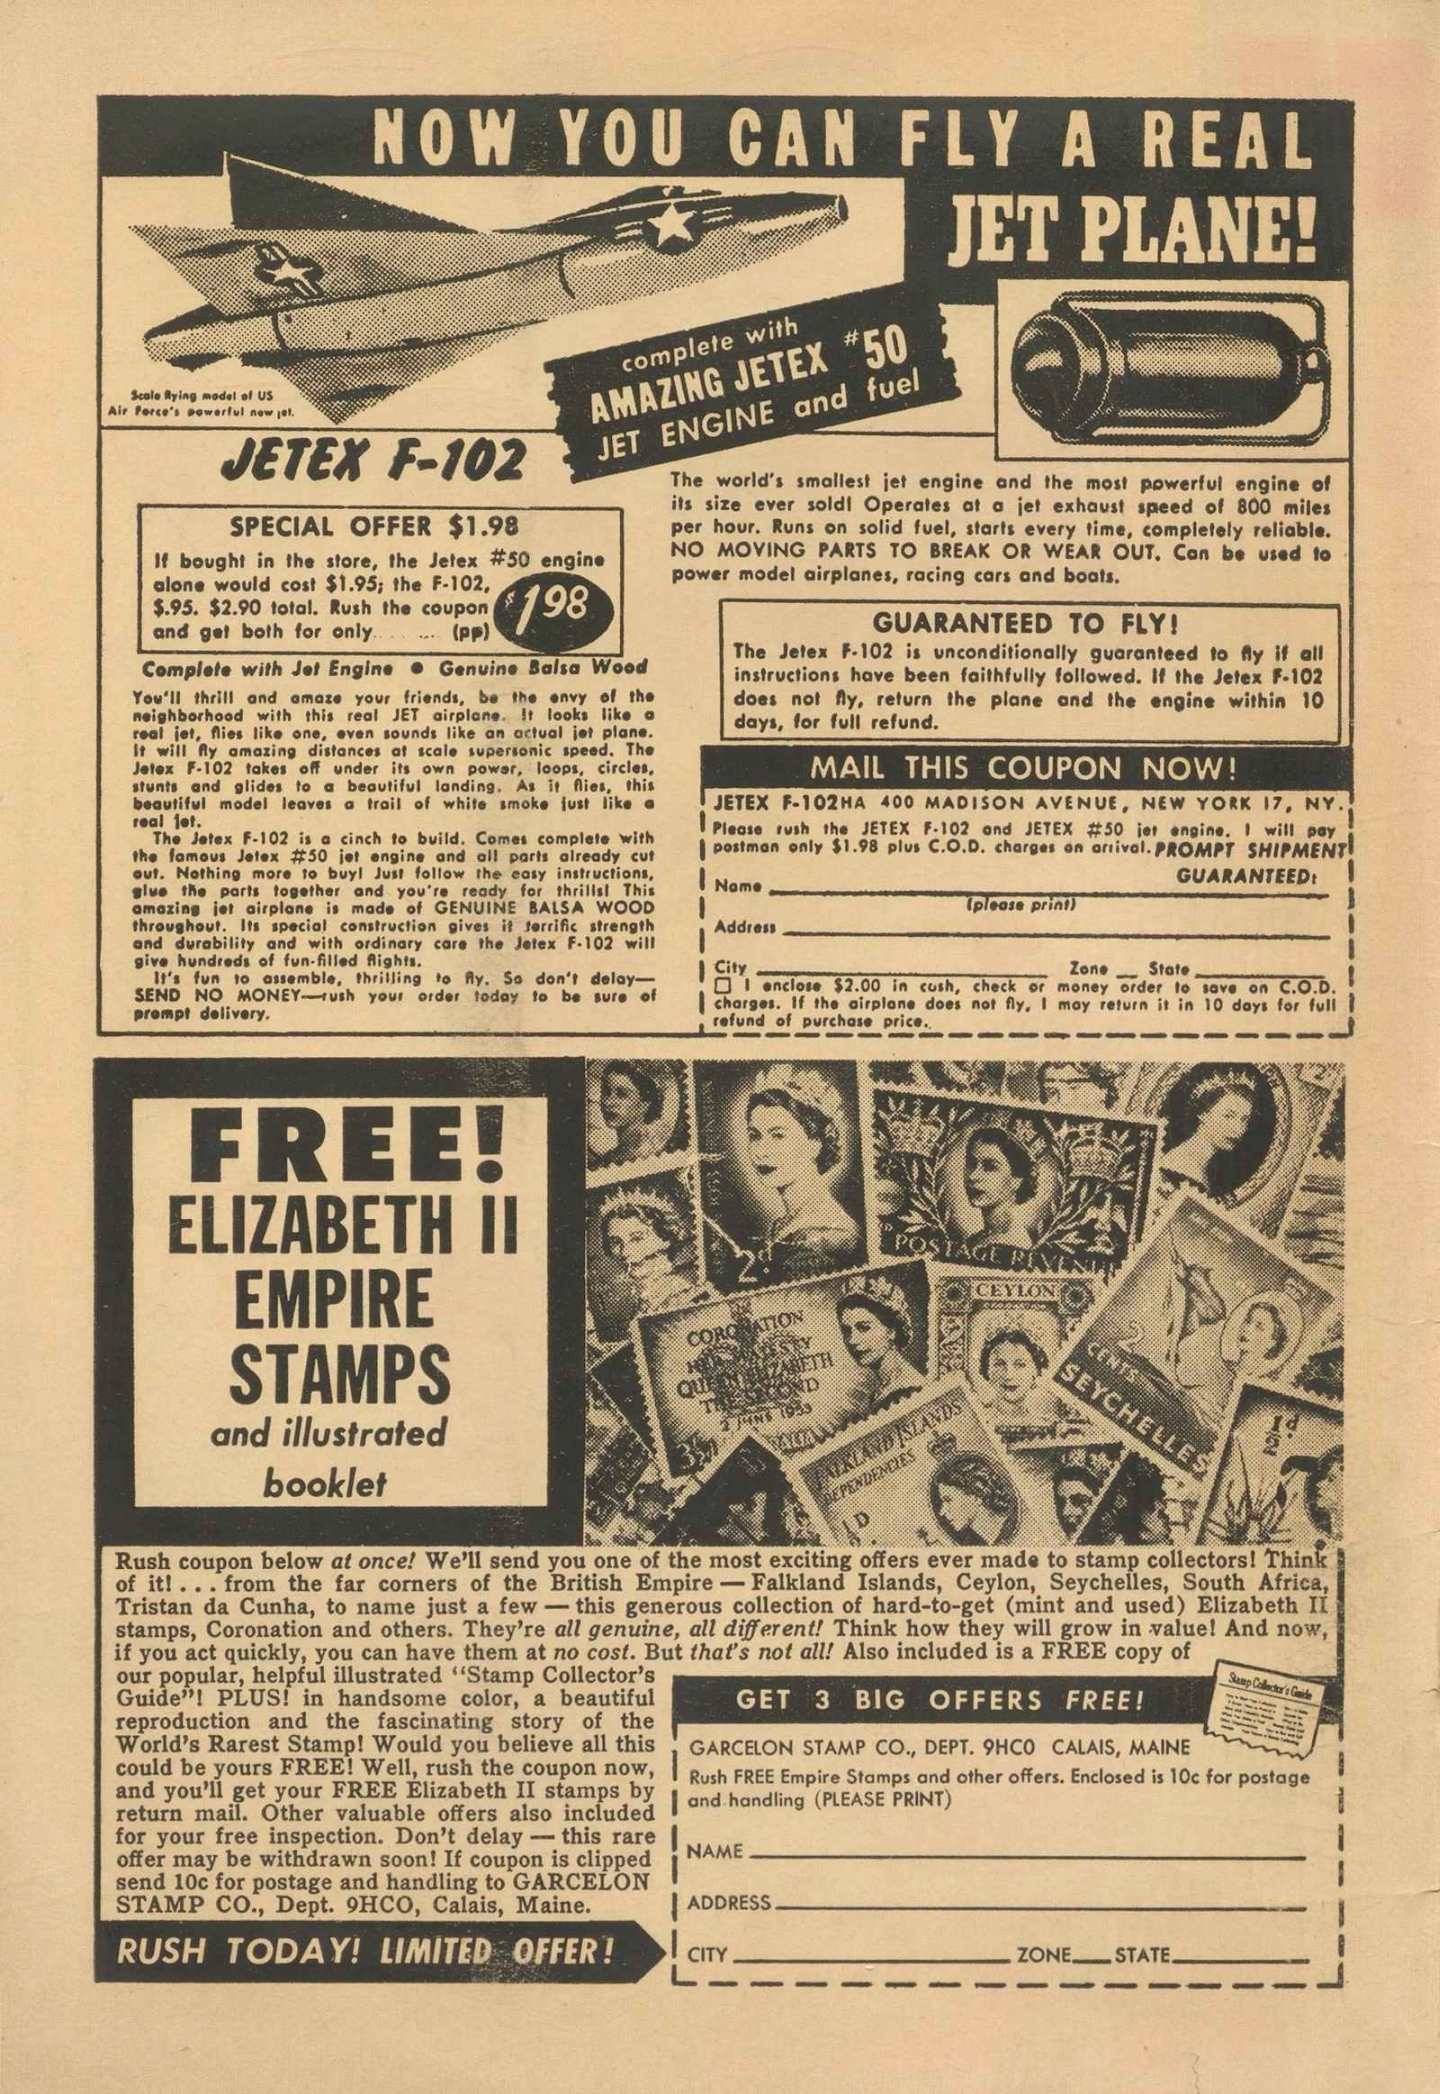 NOW YOU CAN FLY A REAL
JET PLANE!
Scale flying model of US
Air Force's powerful new jet.
complete with
AMAZING JETEX #50
JET ENGINE and fuel
JETEX F-102
SPECIAL OFFER $1.98
If bought in the store, the Jetex #50 engine
alone would cost $1.95; the F-102,
$.95. $2.90 total. Rush the coupon
and get both for only........ (pp)
$1.98
Complete with Jet Engine ● Genuine Balsa Wood
You'll thrill and amaze your friends, be the envy of the
neighborhood with this real JET airplane. It looks like a
real jet, flies like one, even sounds like an actual jet plane.
It will fly amazing distances at scale supersonic speed. The
Jetex F-102 takes off under its own power, loops, circles,
stunts and glides to a beautiful landing. As it flies, this
beautiful model leaves a trail of white smoke just like a
real jet.
The Jetex F-102 is a cinch to build. Comes complete with
the famous Jetex #50 jet engine and all parts already cut
out. Nothing more to buy! Just follow the easy instructions,
glue the parts together and you're ready for thrills! This
amazing jet airplane is made of GENUINE BALSA WOOD
throughout. Its special construction gives it terrific strength
and durability and with ordinary care the Jetex F-102 will
give hundreds of fun-filled flights.
It's fun to assemble, thrilling to fly. So don't delay—
SEND NO MONEY—rush your order today to be sure of
prompt delivery.
The world's smallest jet engine and the most powerful engine of
its size ever sold! Operates at a jet exhaust speed of 800 miles
per hour. Runs on solid fuel, starts every time, completely reliable.
NO MOVING PARTS TO BREAK OR WEAR OUT. Can be used to
power model airplanes, racing cars and boats.
GUARANTEED TO FLY!
The Jetex F-102 is unconditionally guaranteed to fly if all
instructions have been faithfully followed. If the Jetex F-102
does not fly, return the plane and the engine within 10
days, for full refund.
MAIL THIS COUPON NOW!
JETEX F-102HA 400 MADISON AVENUE, NEW YORK 17, NY.
Please rush the JETEX F-102 and JETEX #50 jet engine. I will pay
postman only $1.98 plus C.O.D. charges on arrival. PROMPT SHIPMENT
GUARANTEED!
Name
(please print)
Address
City Zone State
☐ I enclose $2.00 in cash, check or money order to save on C.O.D.
charges. If the airplane does not fly, I may return it in 10 days for full
refund of purchase price.
FREE!
ELIZABETH II
EMPIRE
STAMPS
and illustrated
booklet
2d
POSTAGE REVENUE
CORONATION
HER MAJESTY
QUEEN ELIZABETH
THE SECOND
2 JUNE 1953
CEYLON
2
CENTS
SEYCHELLES
FALKLAND ISLANDS
DEPENDENCIES
½D
½d
Rush coupon below at once! We'll send you one of the most exciting offers ever made to stamp collectors! Think
of it! . . . from the far corners of the British Empire — Falkland Islands, Ceylon, Seychelles, South Africa,
Tristan da Cunha, to name just a few — this generous collection of hard-to-get (mint and used) Elizabeth II
stamps, Coronation and others. They're all genuine, all different! Think how they will grow in value! And now,
if you act quickly, you can have them at no cost. But that's not all! Also included is a FREE copy of
our popular, helpful illustrated "Stamp Collector's
Guide"! PLUS! in handsome color, a beautiful
reproduction and the fascinating story of the
World's Rarest Stamp! Would you believe all this
could be yours FREE! Well, rush the coupon now,
and you'll get your FREE Elizabeth II stamps by
return mail. Other valuable offers also included
for your free inspection. Don't delay — this rare
offer may be withdrawn soon! If coupon is clipped
send 10c for postage and handling to GARCELON
STAMP CO., Dept. 9HCO, Calais, Maine.
RUSH TODAY! LIMITED OFFER!
GET 3 BIG OFFERS FREE!
Stamp Collector's Guide
GARCELON STAMP CO., DEPT. 9HC0 CALAIS, MAINE
Rush FREE Empire Stamps and other offers. Enclosed is 10c for postage
and handling (PLEASE PRINT)
NAME
ADDRESS
CITY ZONE STATE